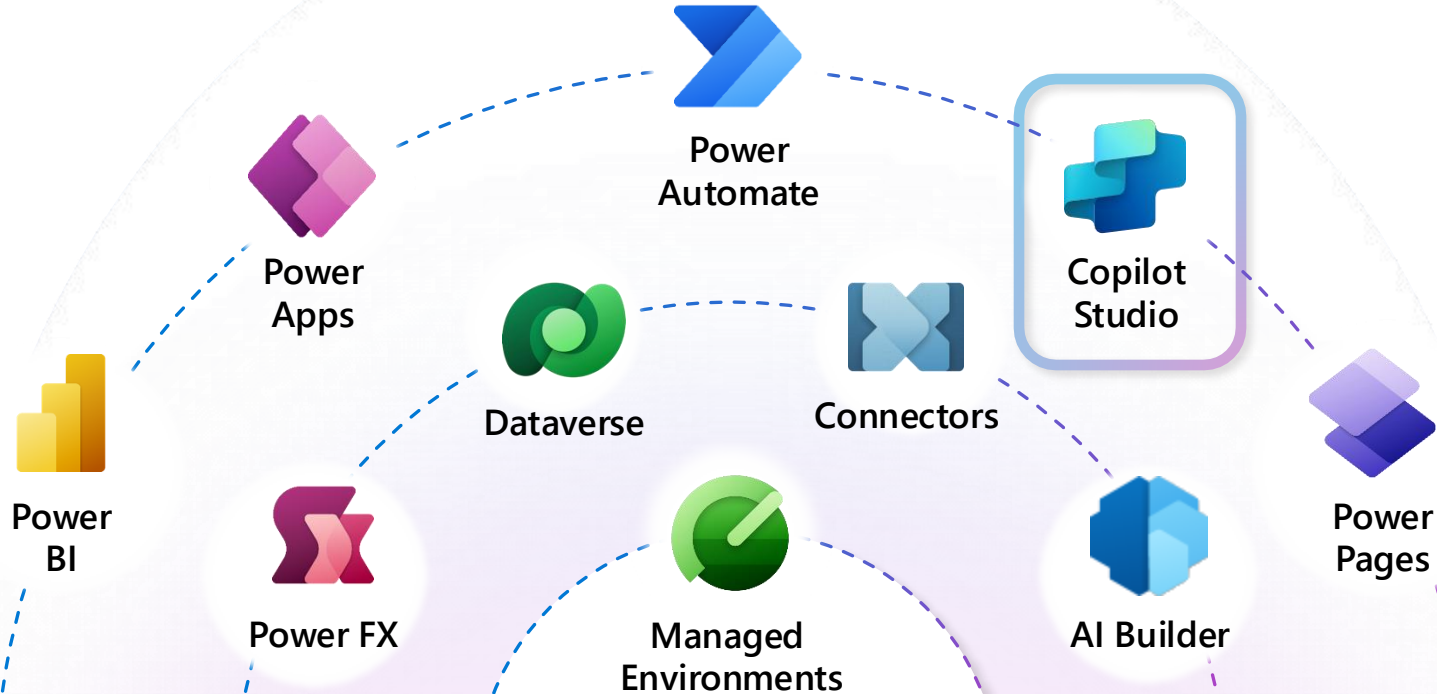 Power
Automate
Power
Apps
Copilot
Studio
Dataverse
Connectors
Power
BI
Power
Pages
Power FX
Managed
Environments
AI Builder